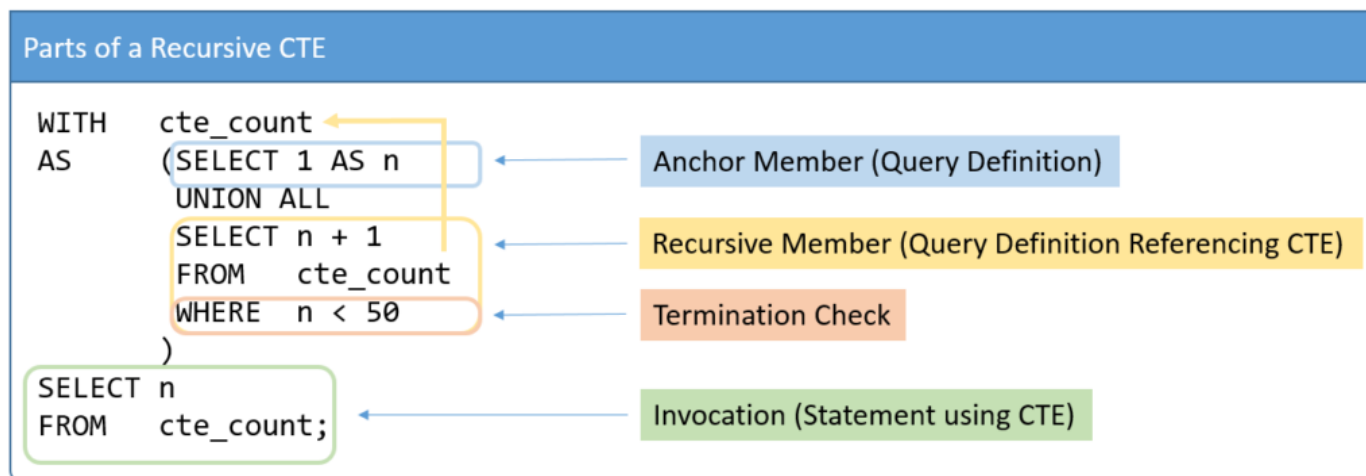 Parts of a Recursive CTE
WITH cte_count
AS (SELECT 1 AS n
UNION ALL
SELECT n + 1
FROM cte_count
WHERE n < 50
)
SELECT n
FROM cte_count;
Anchor Member (Query Definition)
Recursive Member (Query Definition Referencing CTE)
Termination Check
Invocation (Statement using CTE)